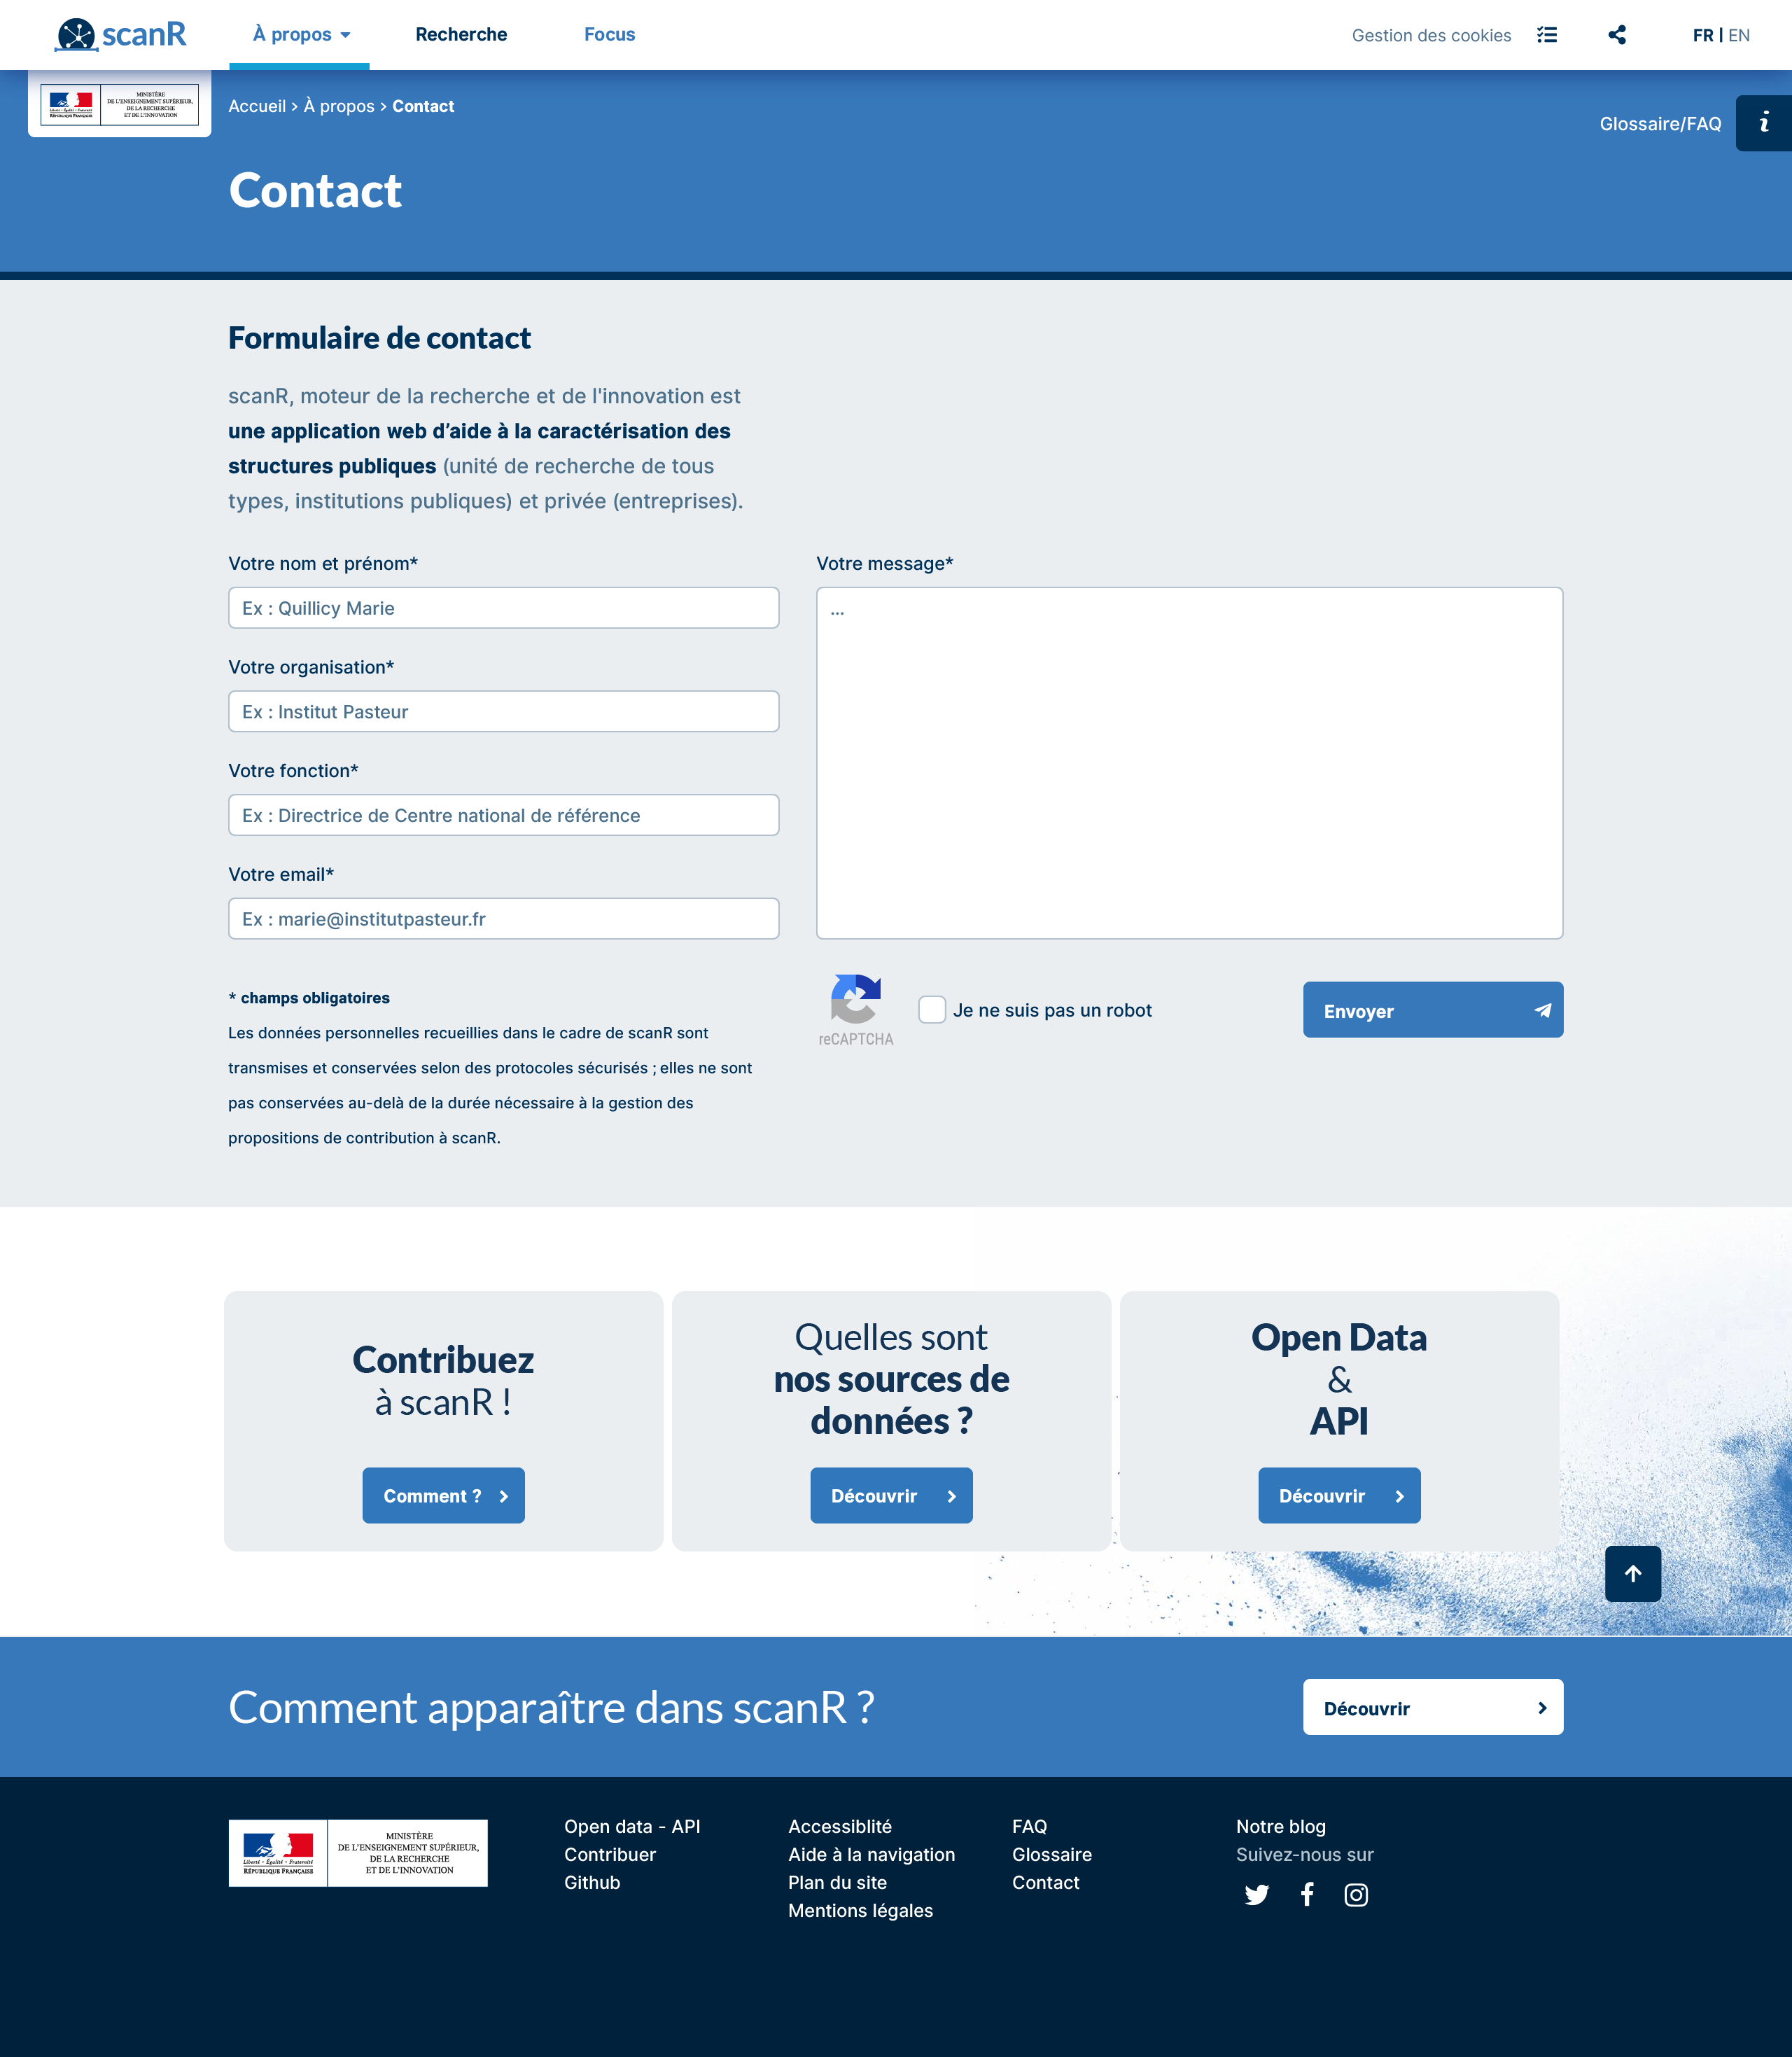 scanR
À propos
Recherche
Focus
Gestion des cookies
FR | EN
MINISTÈRE
DE L'ENSEIGNEMENT SUPÉRIEUR,
DE LA RECHERCHE
ET DE L'INNOVATION
Liberté • Égalité • Fraternité
RÉPUBLIQUE FRANÇAISE
Accueil > À propos > Contact
Glossaire/FAQ
i
Contact
Formulaire de contact
scanR, moteur de la recherche et de l'innovation est
une application web d’aide à la caractérisation des
structures publiques (unité de recherche de tous
types, institutions publiques) et privée (entreprises).
Votre nom et prénom*
Ex : Quillicy Marie
Votre organisation*
Ex : Institut Pasteur
Votre fonction*
Ex : Directrice de Centre national de référence
Votre email*
Ex : marie@institutpasteur.fr
Votre message*
...
* champs obligatoires
Les données personnelles recueillies dans le cadre de scanR sont
transmises et conservées selon des protocoles sécurisés ; elles ne sont
pas conservées au-delà de la durée nécessaire à la gestion des
propositions de contribution à scanR.
reCAPTCHA
Je ne suis pas un robot
Envoyer
Contribuez
à scanR !
Comment ?
Quelles sont
nos sources de
données ?
Découvrir
Open Data
&
API
Découvrir
Comment apparaître dans scanR ?
Découvrir
Liberté • Égalité • Fraternité
RÉPUBLIQUE FRANÇAISE
MINISTÈRE
DE L'ENSEIGNEMENT SUPÉRIEUR,
DE LA RECHERCHE
ET DE L'INNOVATION
Open data - API
Contribuer
Github
Accessiblité
Aide à la navigation
Plan du site
Mentions légales
FAQ
Glossaire
Contact
Notre blog
Suivez-nous sur